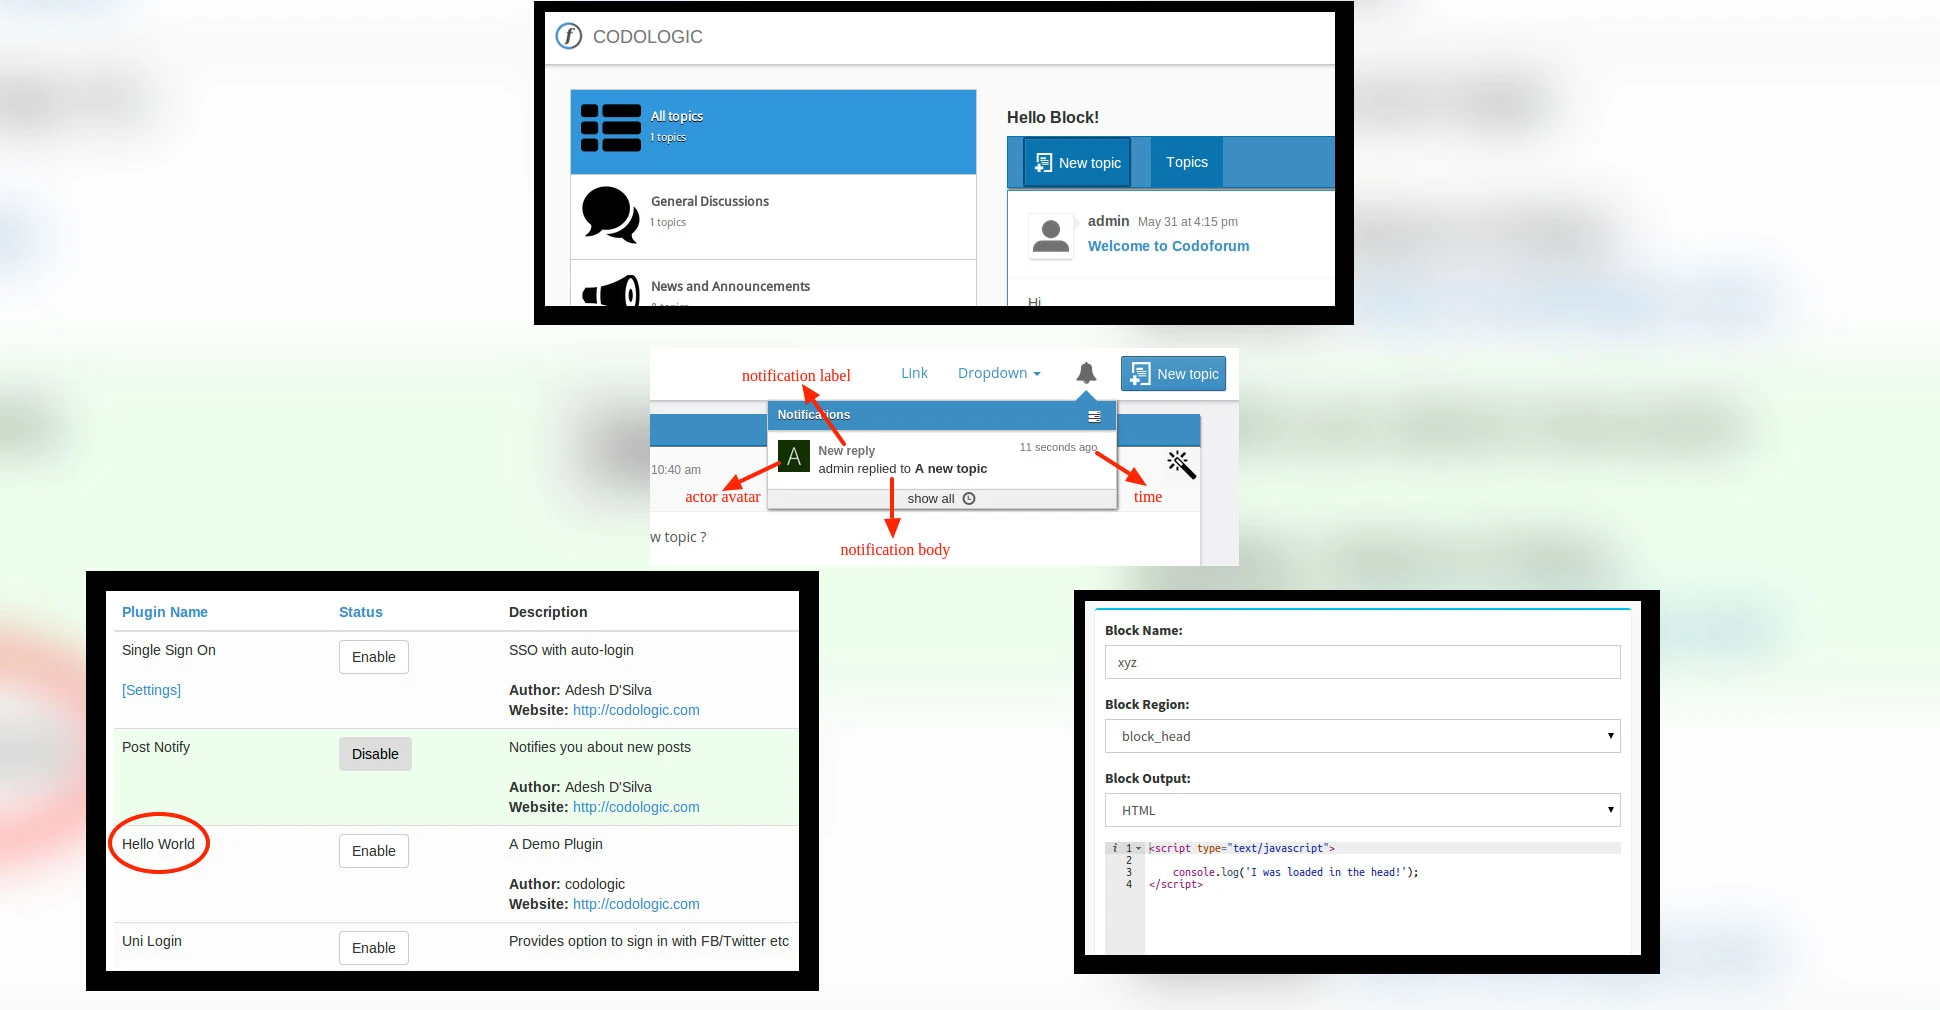 CODOLOGIC
All topics
1 topics
General Discussions
1 topics
News and Announcements
Hello Block!
New topic
Topics
admin May 31 at 4:15 pm
Welcome to Codoforum
Hi
notification label
Link
Dropdown
New topic
Notifications
A
New reply
11 seconds ago
admin replied to A new topic
10:40 am
actor avatar
show all
time
w topic ?
notification body
Plugin Name Status Description
Single Sign On Enable SSO with auto-login
[Settings] Author: Adesh D'Silva
Website: http://codologic.com
Post Notify Disable Notifies you about new posts
Author: Adesh D'Silva
Website: http://codologic.com
Hello World Enable A Demo Plugin
Author: codologic
Website: http://codologic.com
Uni Login Enable Provides option to sign in with FB/Twitter etc
Block Name:
xyz
Block Region:
block_head
Block Output:
HTML
i 1 <script type="text/javascript">
2
3 console.log('I was loaded in the head!');
4 </script>